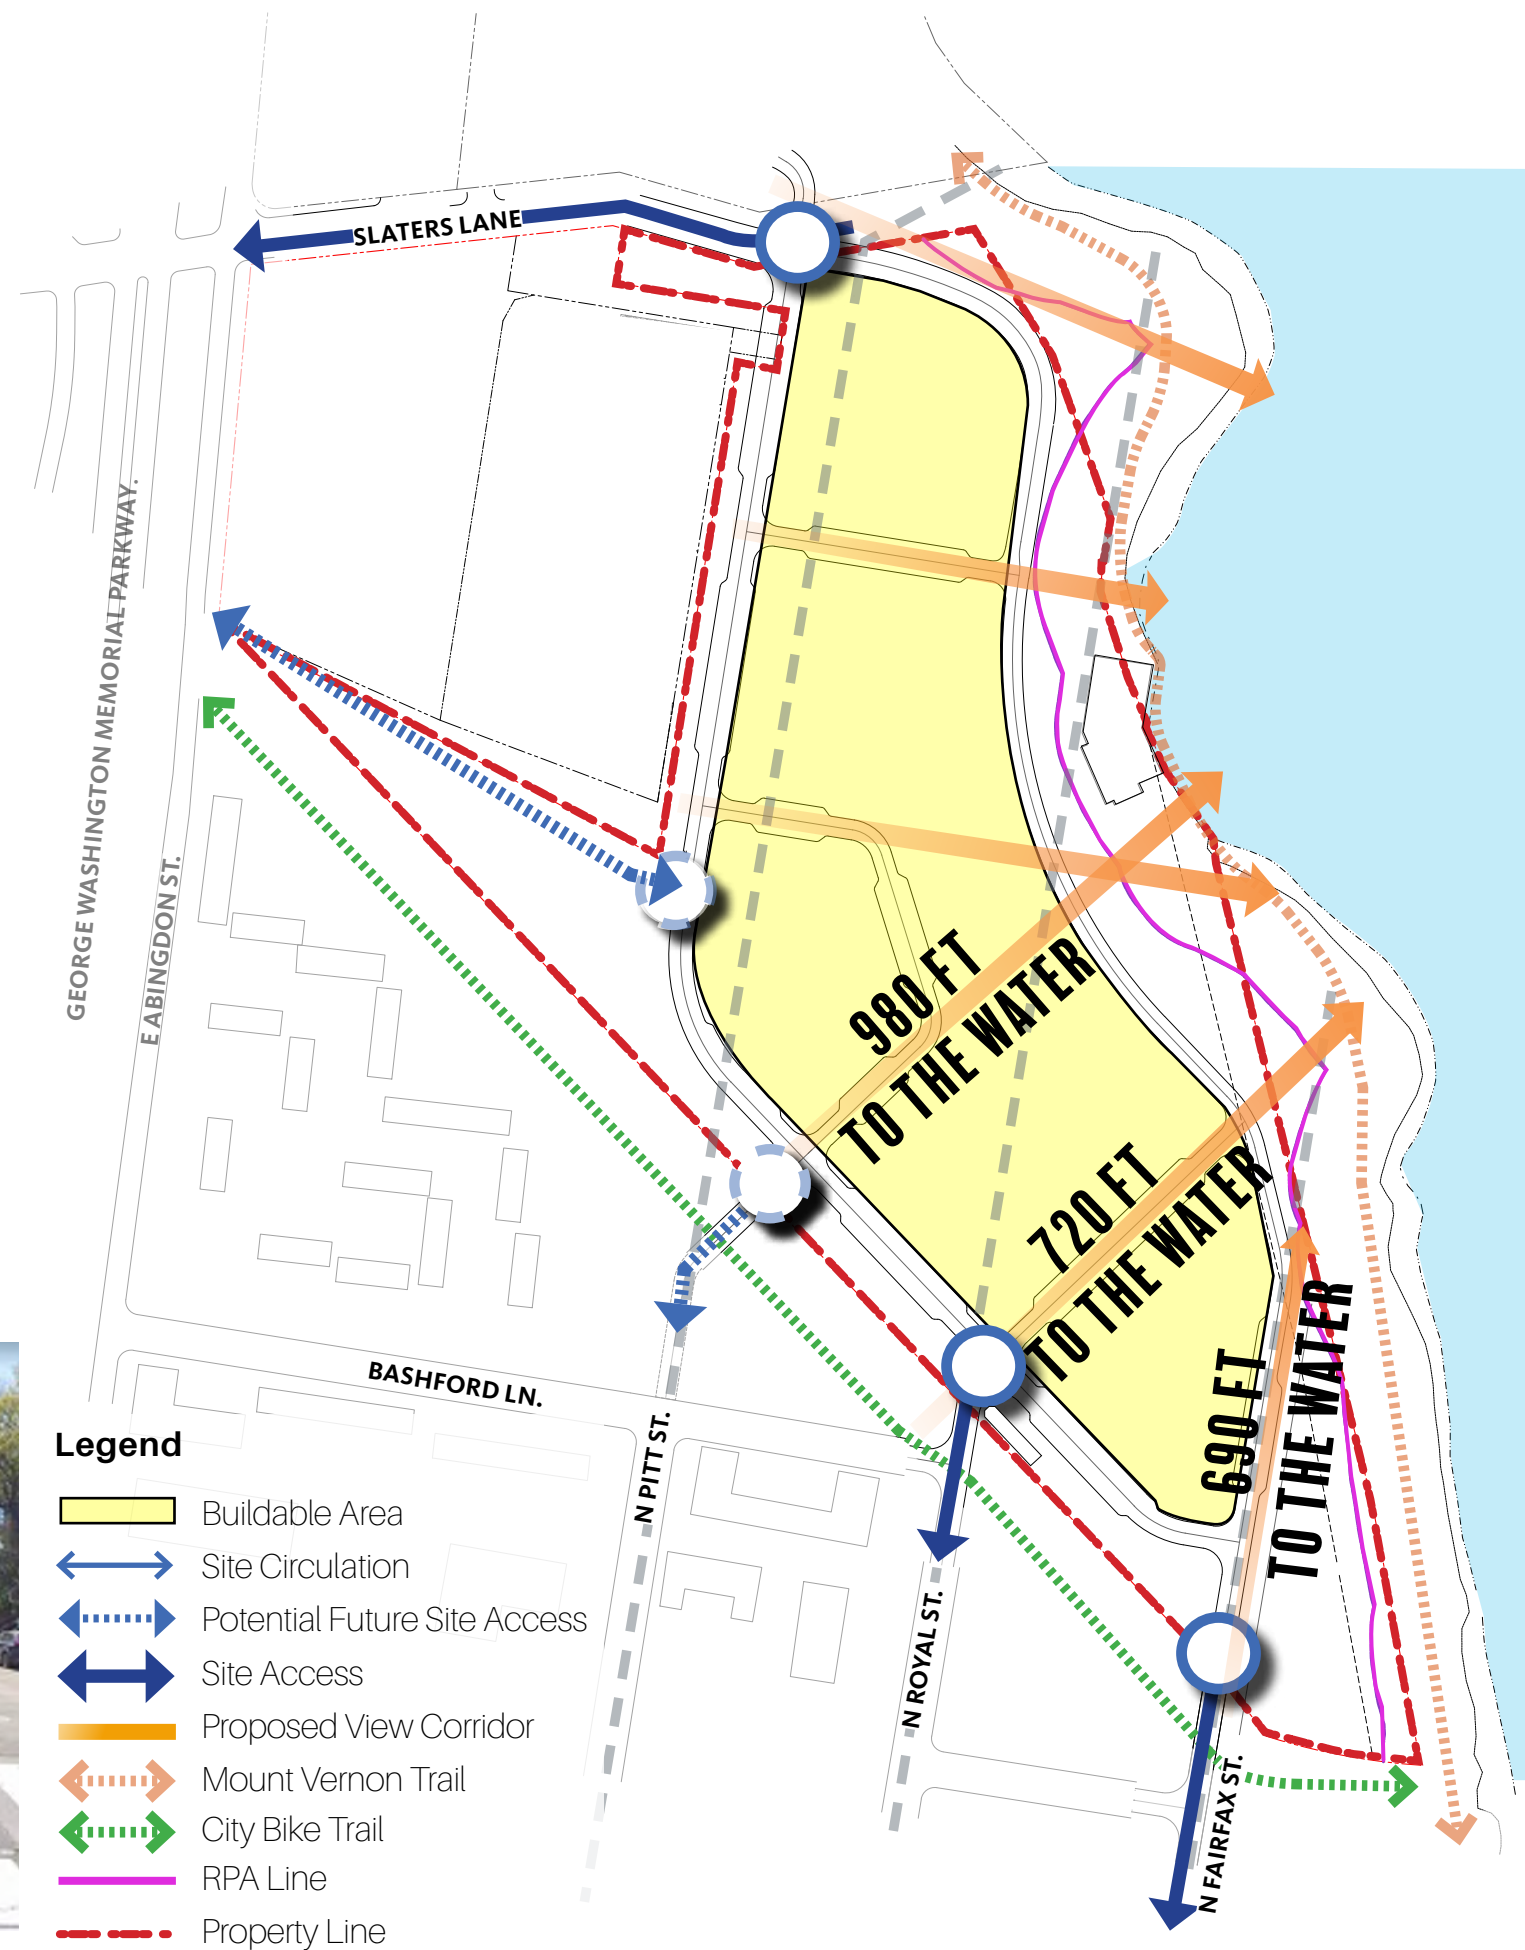 SLATERS LANE
GEORGE WASHINGTON MEMORIAL PARKWAY.
E ABINGDON ST.
980 FT
TO THE WATER
720 FT
TO THE WATER
690 FT
TO THE WATER
BASHFORD LN.
N PITT ST.
N ROYAL ST.
N FAIRFAX ST.
Legend
Buildable Area
Site Circulation
Potential Future Site Access
Site Access
Proposed View Corridor
Mount Vernon Trail
City Bike Trail
RPA Line
Property Line